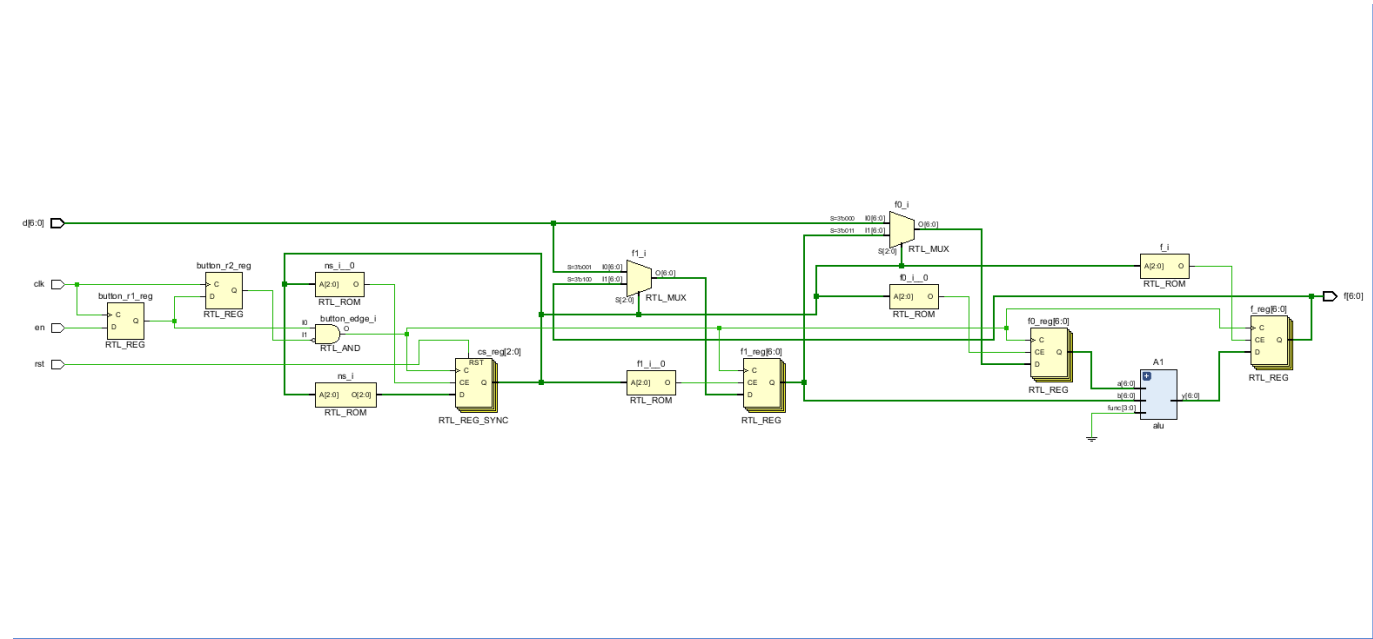 d[6:0]
clk
en
rst
button_r1_reg
C
D
Q
RTL_REG
button_r2_reg
C
D
Q
RTL_REG
ns_i__0
A[2:0] O
RTL_ROM
button_edge_i
I0
I1
O
RTL_AND
ns_i
A[2:0] O[2:0]
RTL_ROM
cs_reg[2:0]
RST
C
CE Q
D
RTL_REG_SYNC
f1_i
S=3'b001 I0[6:0]
S=3'b100 I1[6:0]
O[6:0]
S[2:0]
RTL_MUX
f1_i__0
A[2:0] O
RTL_ROM
f1_reg[6:0]
C
CE Q
D
RTL_REG
f0_i
S=3'b000 I0[6:0]
S=3'b011 I1[6:0]
O[6:0]
S[2:0]
RTL_MUX
f0_i__0
A[2:0] O
RTL_ROM
f0_reg[6:0]
C
CE Q
D
RTL_REG
A1
a[6:0]
b[6:0]
func[3:0]
y[6:0]
alu
f_i
A[2:0] O
RTL_ROM
f_reg[6:0]
C
CE Q
D
RTL_REG
f[6:0]